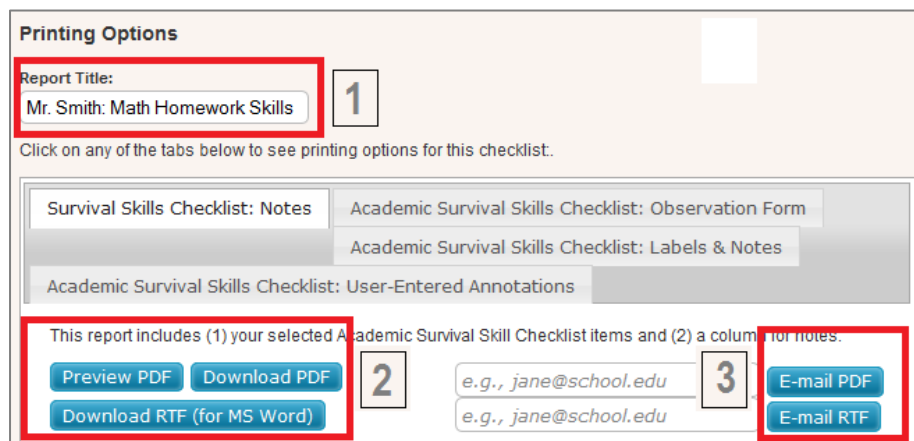 Printing Options
Report Title:
Mr. Smith: Math Homework Skills
1
Click on any of the tabs below to see printing options for this checklist:.
Survival Skills Checklist: Notes
Academic Survival Skills Checklist: Observation Form
Academic Survival Skills Checklist: Labels & Notes
Academic Survival Skills Checklist: User-Entered Annotations
This report includes (1) your selected Academic Survival Skill Checklist items and (2) a column for notes.
Preview PDF Download PDF 2 e.g., jane@school.edu 3 E-mail PDF
Download RTF (for MS Word) e.g., jane@school.edu E-mail RTF